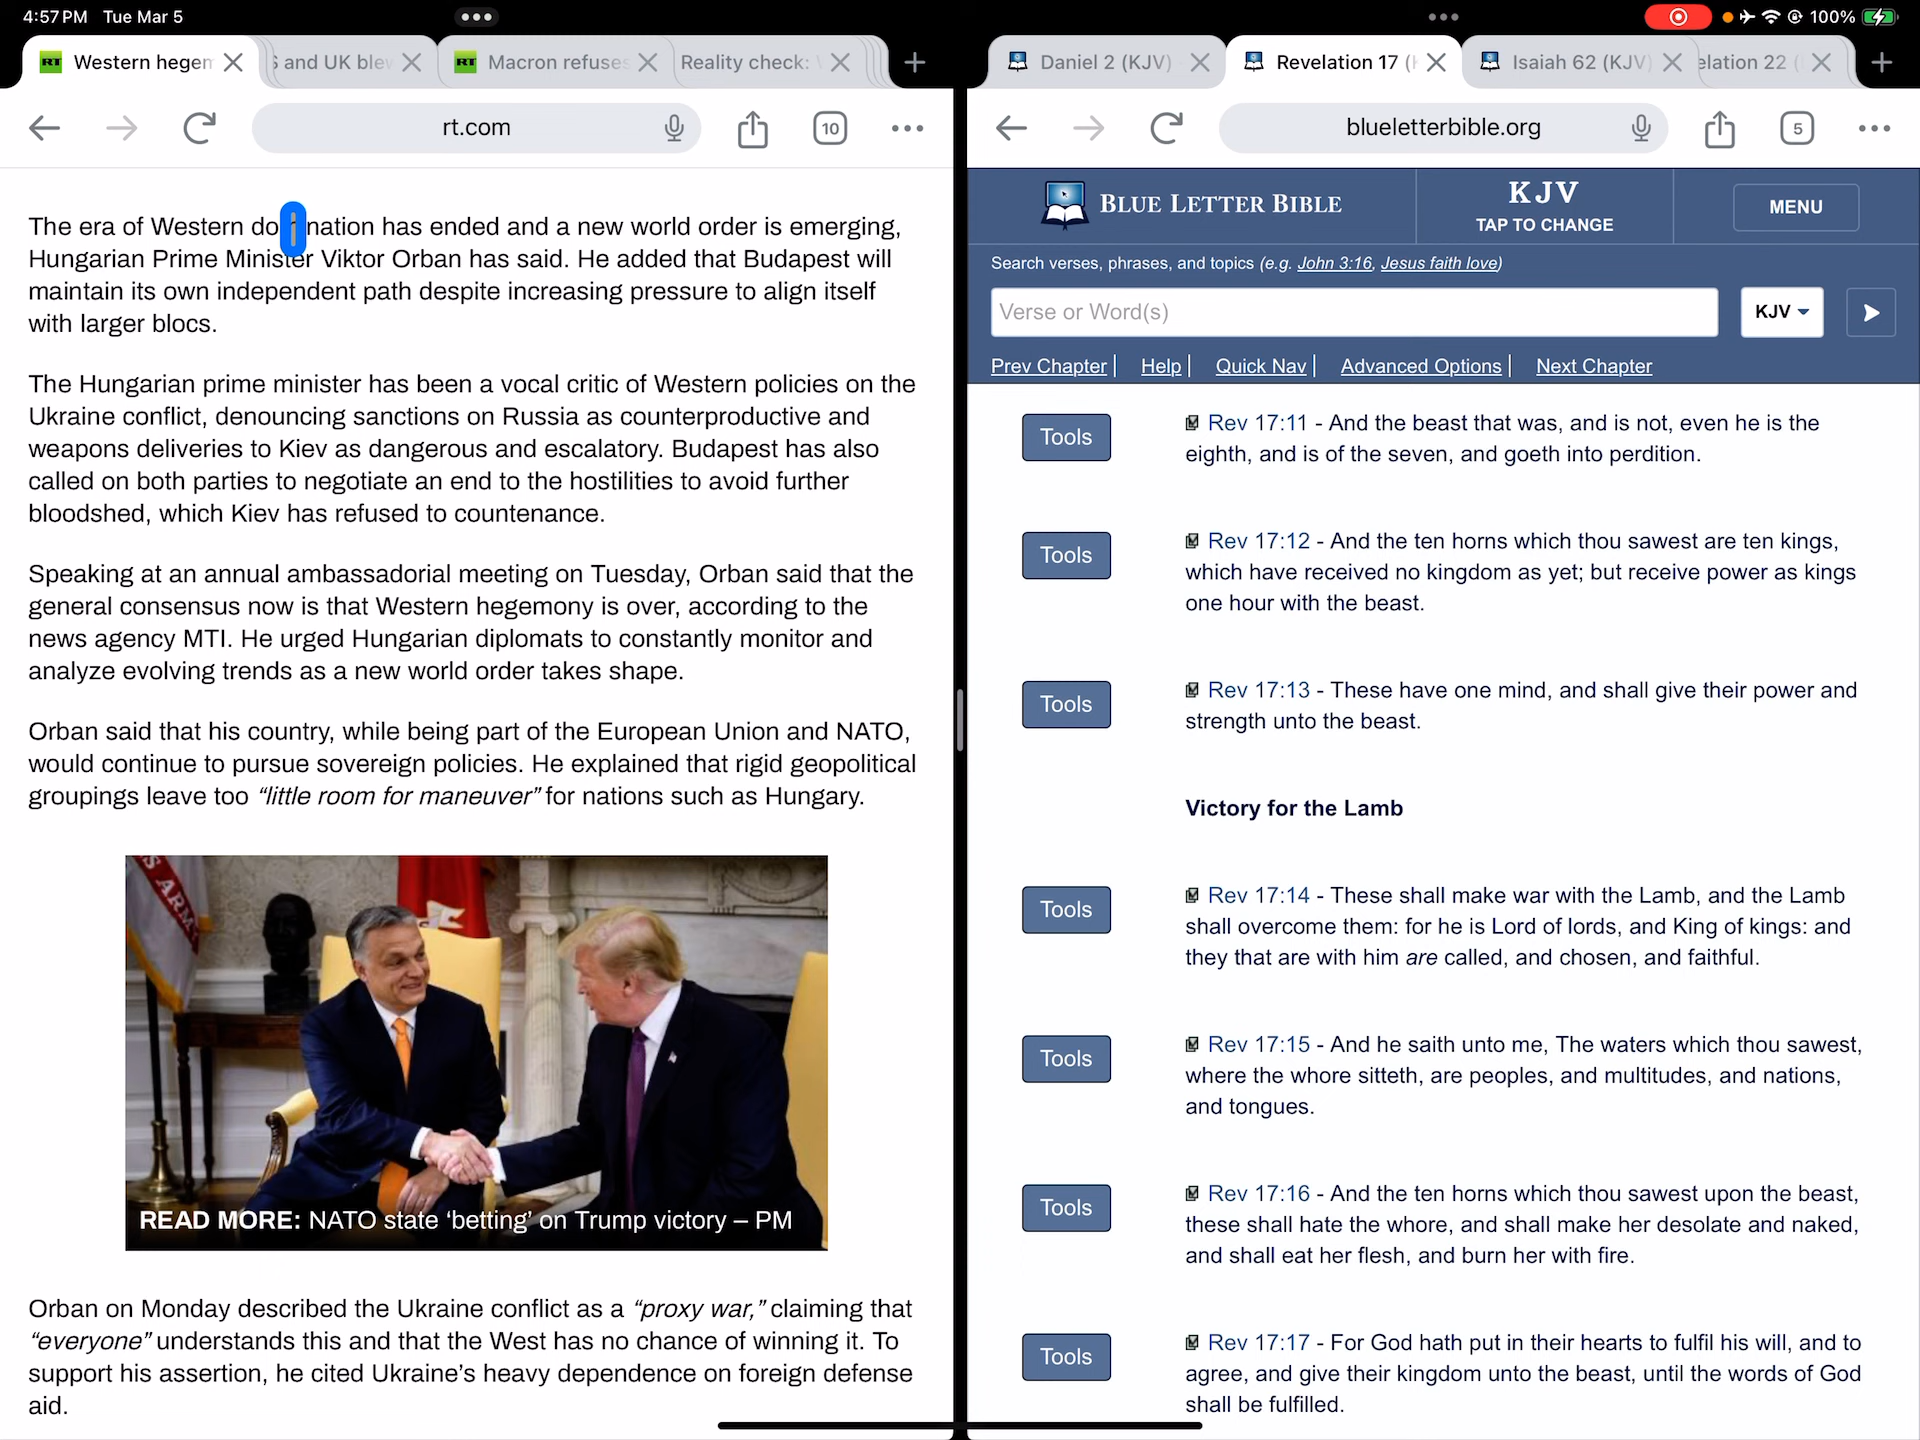 4:57 PM Tue Mar 5
100%
RT Western hegem
and UK blev
RT Macron refuses
Reality check:
Daniel 2 (KJV)
Revelation 17 (
Isaiah 62 (KJV)
elation 22 (
rt.com
10
blueletterbible.org
5
The era of Western do nation has ended and a new world order is emerging,
Hungarian Prime Minister Viktor Orban has said. He added that Budapest will
maintain its own independent path despite increasing pressure to align itself
with larger blocs.
The Hungarian prime minister has been a vocal critic of Western policies on the
Ukraine conflict, denouncing sanctions on Russia as counterproductive and
weapons deliveries to Kiev as dangerous and escalatory. Budapest has also
called on both parties to negotiate an end to the hostilities to avoid further
bloodshed, which Kiev has refused to countenance.
Speaking at an annual ambassadorial meeting on Tuesday, Orban said that the
general consensus now is that Western hegemony is over, according to the
news agency MTI. He urged Hungarian diplomats to constantly monitor and
analyze evolving trends as a new world order takes shape.
Orban said that his country, while being part of the European Union and NATO,
would continue to pursue sovereign policies. He explained that rigid geopolitical
groupings leave too “little room for maneuver” for nations such as Hungary.
S ARM
READ MORE: NATO state ‘betting’ on Trump victory – PM
Orban on Monday described the Ukraine conflict as a “proxy war,” claiming that
“everyone” understands this and that the West has no chance of winning it. To
support his assertion, he cited Ukraine’s heavy dependence on foreign defense
aid.
BLUE LETTER BIBLE
KJV
TAP TO CHANGE
MENU
Search verses, phrases, and topics (e.g. John 3:16, Jesus faith love)
Verse or Word(s)
KJV
Prev Chapter | Help | Quick Nav | Advanced Options | Next Chapter
Tools
Rev 17:11 - And the beast that was, and is not, even he is the
eighth, and is of the seven, and goeth into perdition.
Tools
Rev 17:12 - And the ten horns which thou sawest are ten kings,
which have received no kingdom as yet; but receive power as kings
one hour with the beast.
Tools
Rev 17:13 - These have one mind, and shall give their power and
strength unto the beast.
Victory for the Lamb
Tools
Rev 17:14 - These shall make war with the Lamb, and the Lamb
shall overcome them: for he is Lord of lords, and King of kings: and
they that are with him are called, and chosen, and faithful.
Tools
Rev 17:15 - And he saith unto me, The waters which thou sawest,
where the whore sitteth, are peoples, and multitudes, and nations,
and tongues.
Tools
Rev 17:16 - And the ten horns which thou sawest upon the beast,
these shall hate the whore, and shall make her desolate and naked,
and shall eat her flesh, and burn her with fire.
Tools
Rev 17:17 - For God hath put in their hearts to fulfil his will, and to
agree, and give their kingdom unto the beast, until the words of God
shall be fulfilled.